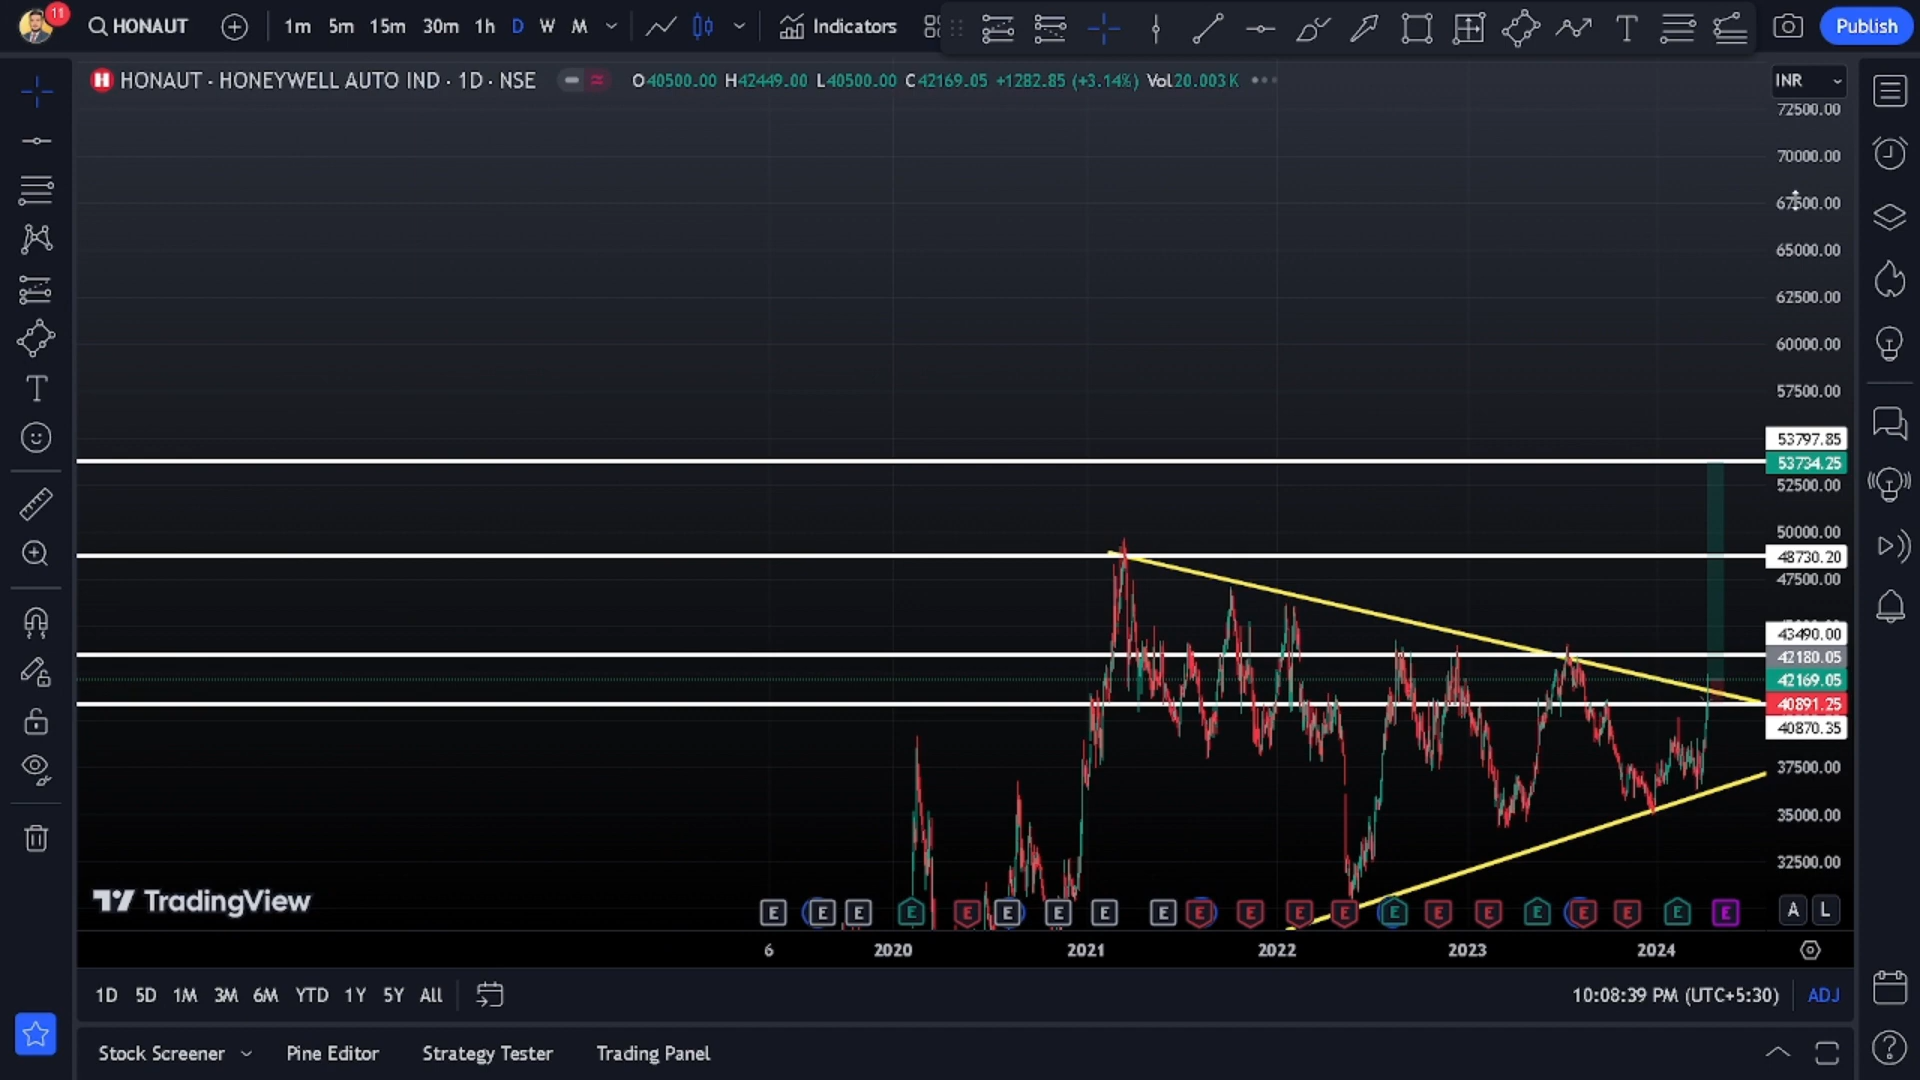 11
HONAUT
1m 5m 15m 30m 1h D W M
Indicators
Publish
HONAUT · HONEYWELL AUTO IND · 1D · NSE
O40500.00 H42449.00 L40500.00 C42169.05 +1282.85 (+3.14%) Vol20.003K
INR
72500.00
70000.00
67500.00
65000.00
62500.00
60000.00
57500.00
53797.85
53734.25
52500.00
50000.00
48730.20
47500.00
43490.00
42180.05
42169.05
40891.25
40870.35
37500.00
35000.00
32500.00
TradingView
E E E E E E E E E E E E E E E E E E E E E
A L
6 2020 2021 2022 2023 2024
1D 5D 1M 3M 6M YTD 1Y 5Y All
10:08:39 PM (UTC+5:30) ADJ
Stock Screener Pine Editor Strategy Tester Trading Panel